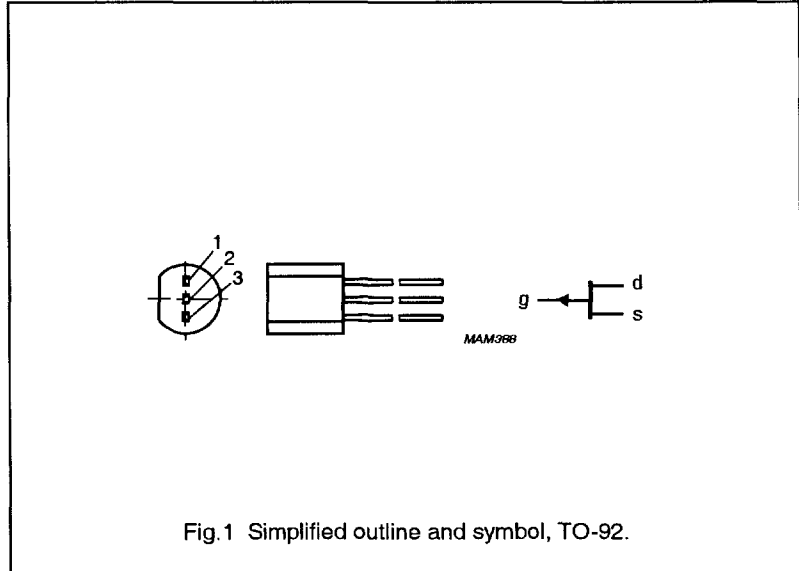 1
2
3
g
d
s
MAM388
Fig.1 Simplified outline and symbol, TO-92.